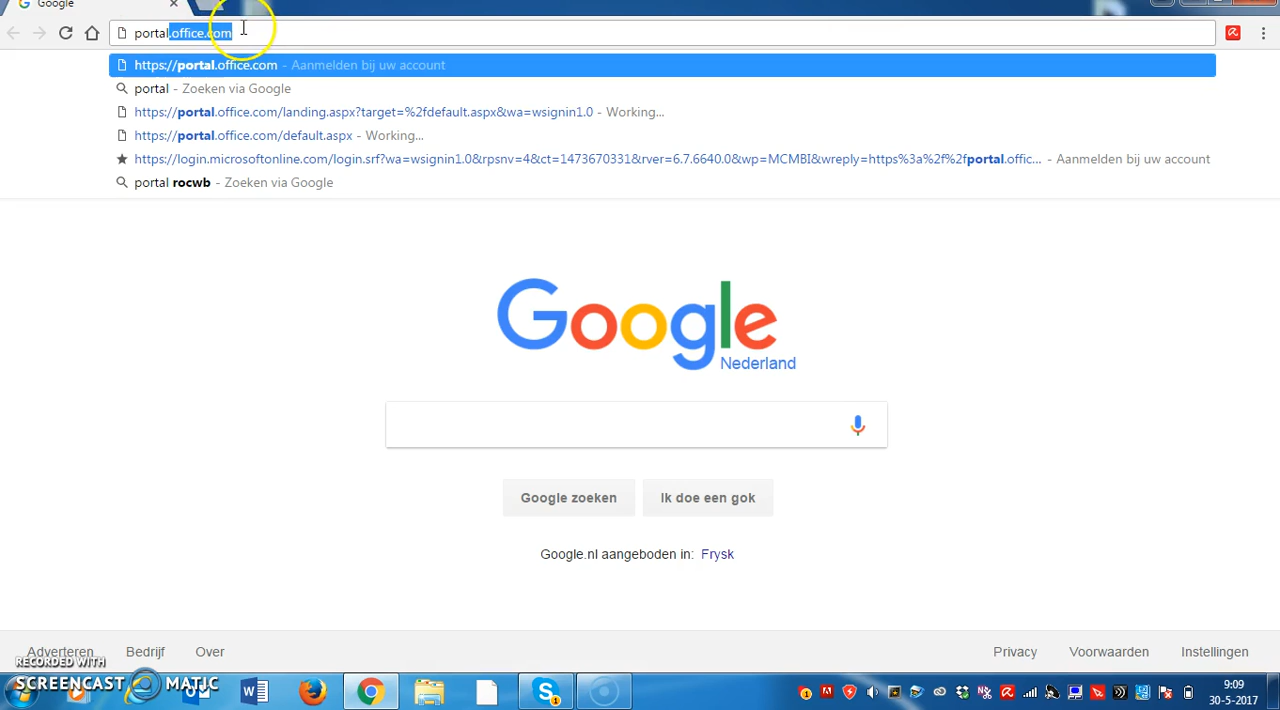 Google
portal.office.com
https://portal.office.com - Aanmelden bij uw account
portal - Zoeken via Google
https://portal.office.com/landing.aspx?target=%2fdefault.aspx&wa=wsignin1.0 - Working...
https://portal.office.com/default.aspx - Working...
https://login.microsoftonline.com/login.srf?wa=wsignin1.0&rpsnv=4&ct=1473670331&rver=6.7.6640.0&wp=MCMBI&wreply=https%3a%2f%2fportal.offic... - Aanmelden bij uw account
portal rocwb - Zoeken via Google
Google
Nederland
Google zoeken Ik doe een gok
Google.nl aangeboden in: Frysk
Adverteren Bedrijf Over Privacy Voorwaarden Instellingen
RECORDED WITH
SCREENCAST MATIC
9:09
30-5-2017